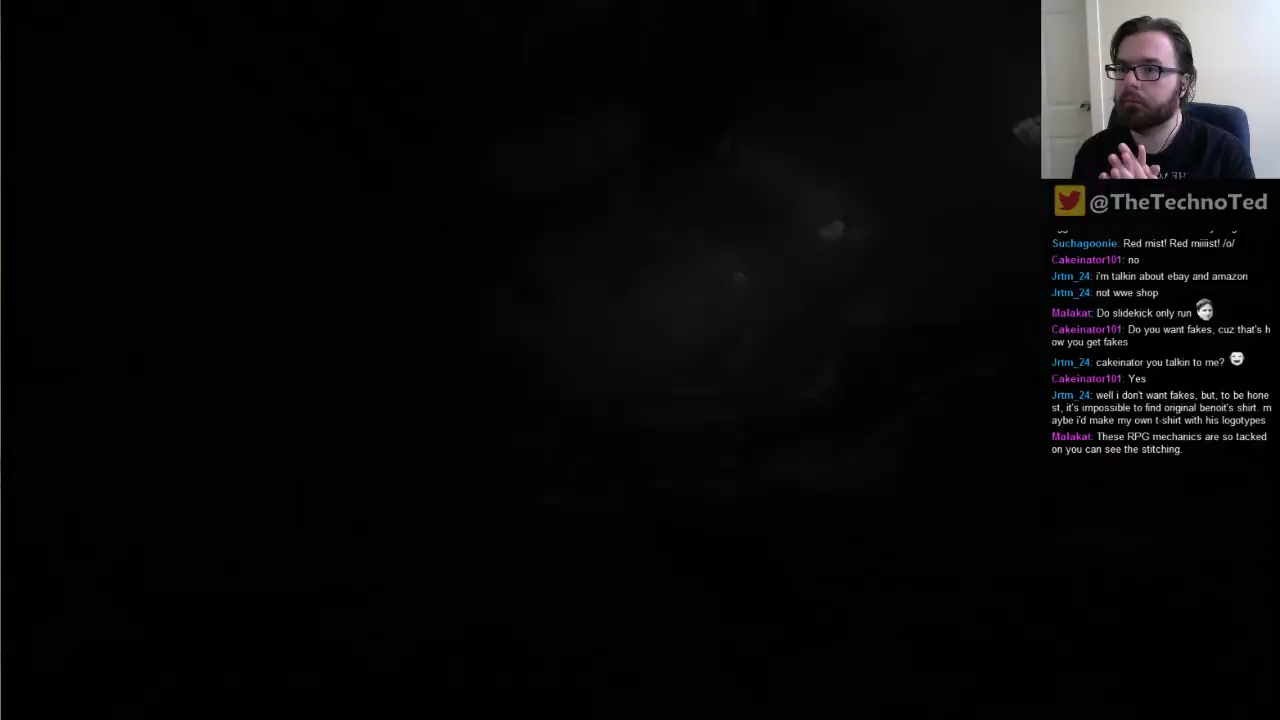 @TheTechnoTed
Suchagoonie: Red mist! Red miiiist! /o/
Cakeinator101: no
Jrtm_24: i'm talkin about ebay and amazon
Jrtm_24: not wwe shop
Malakat: Do slidekick only run
Cakeinator101: Do you want fakes, cuz that's h
ow you get fakes
Jrtm_24: cakeinator you talkin to me?
Cakeinator101: Yes
Jrtm_24: well i don't want fakes, but, to be hone
st, it's impossible to find original benoit's shirt. m
aybe i'd make my own t-shirt with his logotypes
Malakat: These RPG mechanics are so tacked
on you can see the stitching.